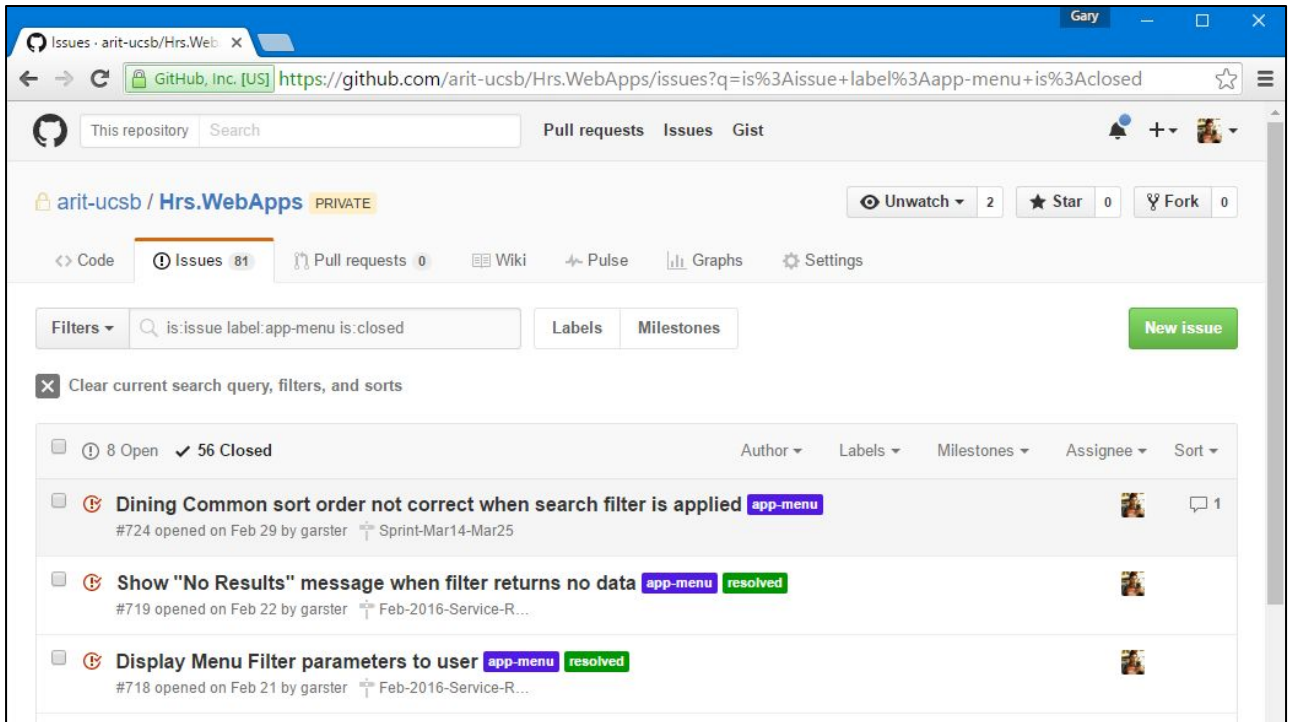 Gary
Issues · arit-ucsb/Hrs.Web
GitHub, Inc. [US] https://github.com/arit-ucsb/Hrs.WebApps/issues?q=is%3Aissue+label%3Aapp-menu+is%3Aclosed
This repository Search Pull requests Issues Gist
arit-ucsb / Hrs.WebApps PRIVATE Unwatch 2 Star 0 Fork 0
<> Code Issues 81 Pull requests 0 Wiki Pulse Graphs Settings
Filters is:issue label:app-menu is:closed Labels Milestones New issue
Clear current search query, filters, and sorts
8 Open 56 Closed Author Labels Milestones Assignee Sort
Dining Common sort order not correct when search filter is applied app-menu 1
#724 opened on Feb 29 by garster Sprint-Mar14-Mar25
Show "No Results" message when filter returns no data app-menu resolved
#719 opened on Feb 22 by garster Feb-2016-Service-R...
Display Menu Filter parameters to user app-menu resolved
#718 opened on Feb 21 by garster Feb-2016-Service-R...